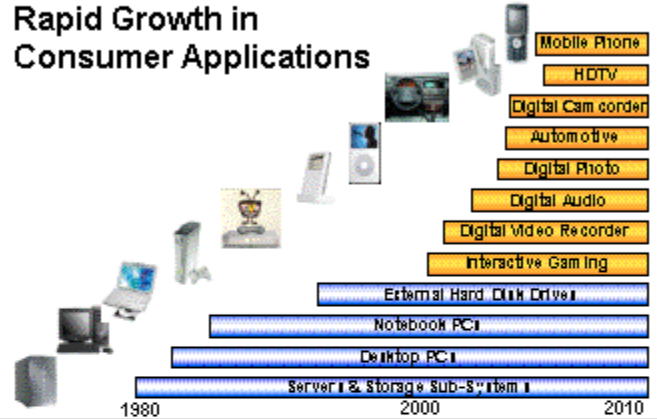 Rapid Growth in
Consumer Applications
Mobile Phone
HDTV
Digital Camcorder
Automotive
Digital Photo
Digital Audio
Digital Video Recorder
Interactive Gaming
External Hard Disk Drives
Notebook PCs
Desktop PCs
Servers & Storage Sub-Systems
1980 2000 2010